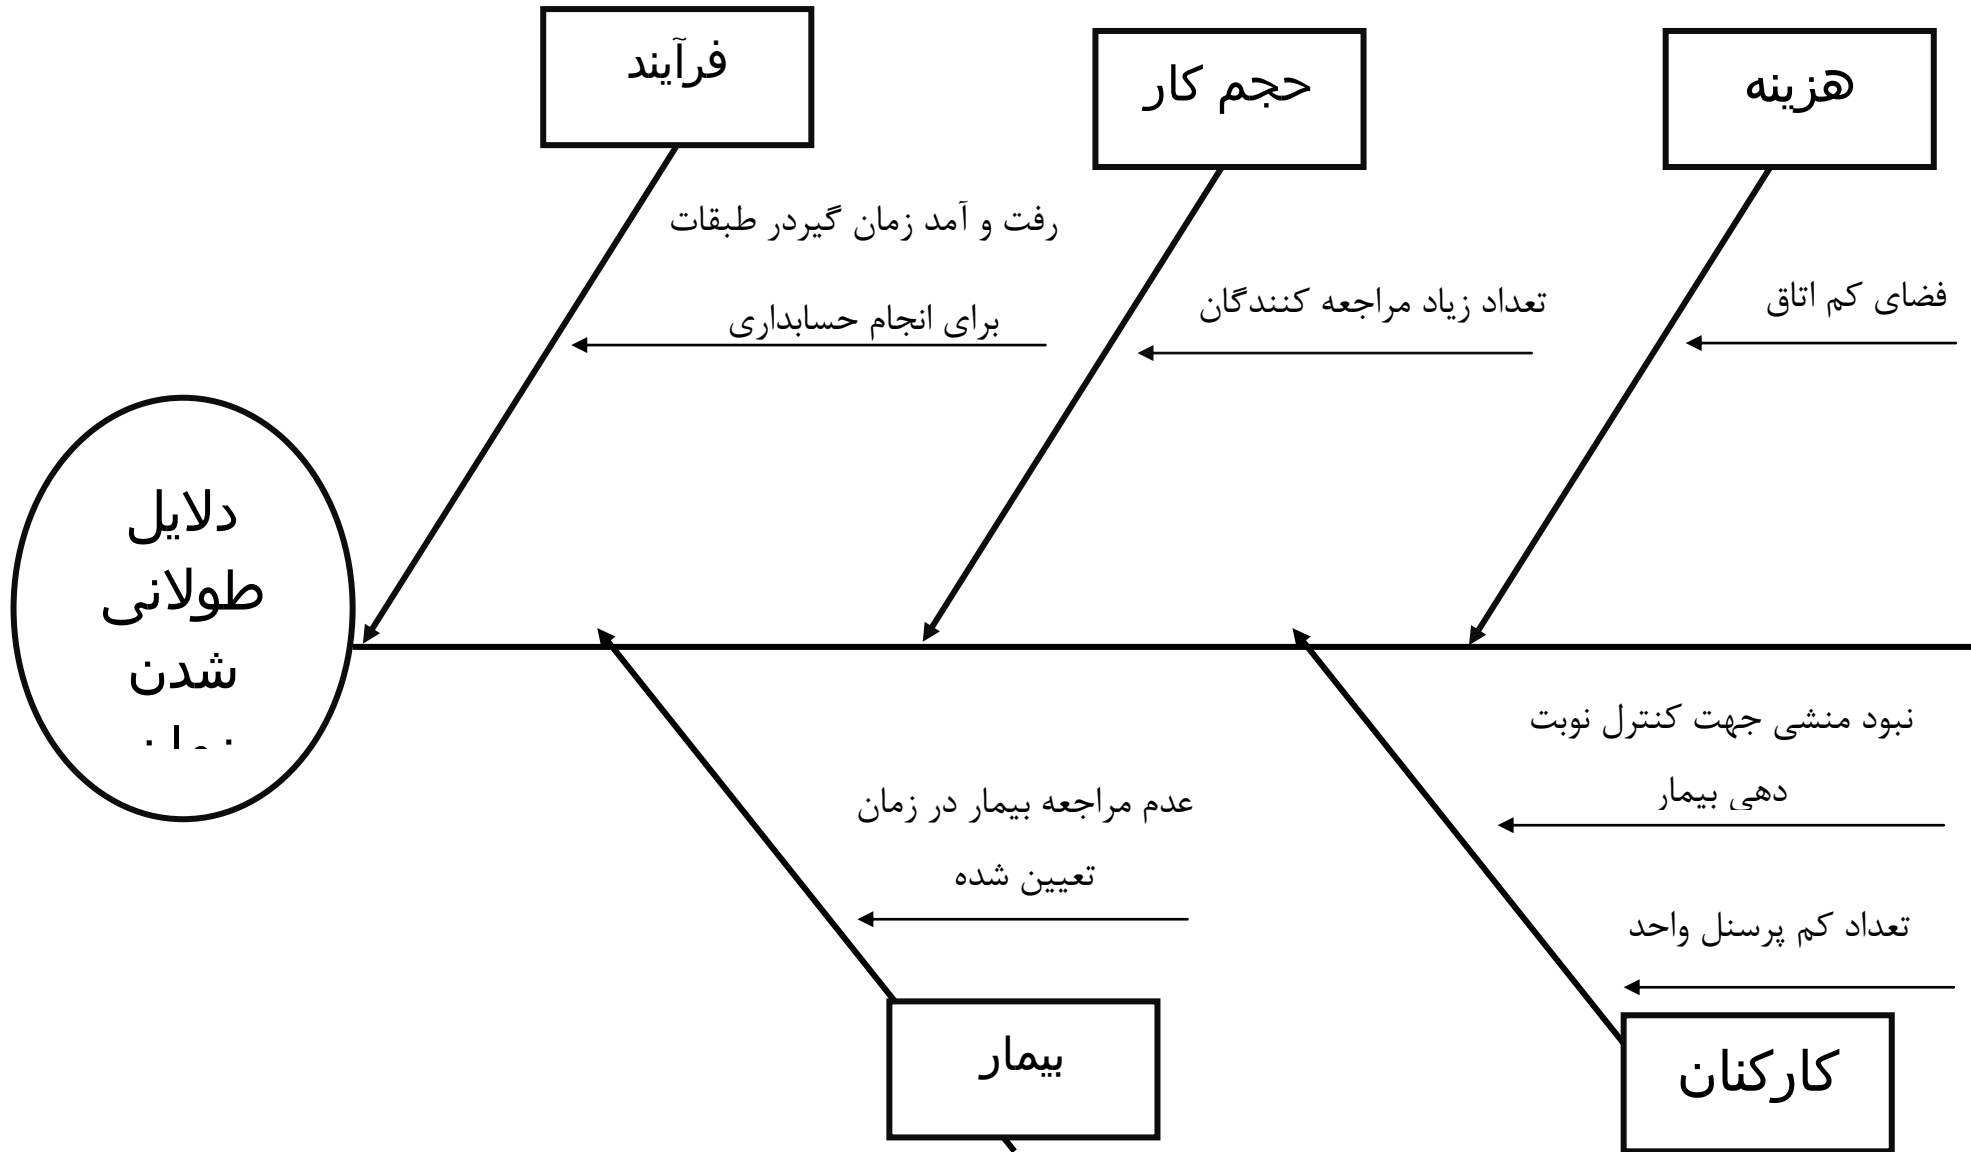 فرآیند
حجم کار
هزینه
رفت و آمد زمان گیردر طبقات
برای انجام حسابداری
تعداد زیاد مراجعه کنندگان
فضای کم اتاق
دلایل
طولانی
شدن
نبود منشی جهت کنترل نوبت
دهی بیمار
عدم مراجعه بیمار در زمان
تعیین شده
تعداد کم پرسنل واحد
بیمار
کارکنان